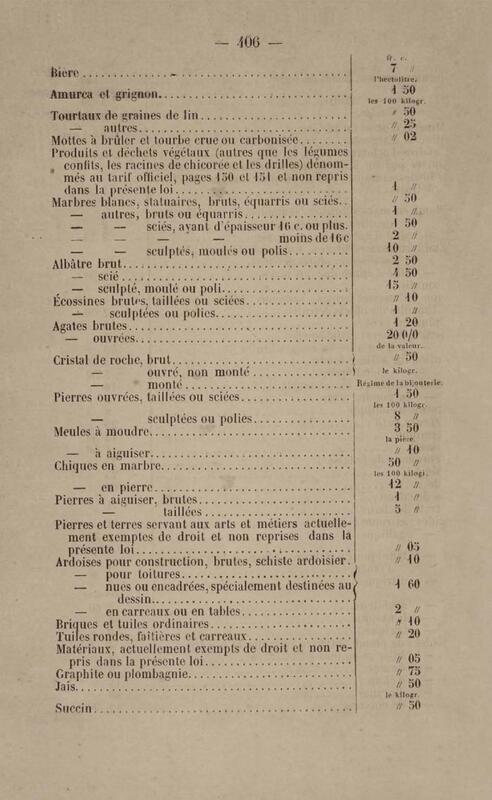 — 406 —
fr. c.
Bière ........ 7 "
l'hectolitre.
Amurca et grignon ........ 1 50
les 100 kilogr.
Tourtaux de graines de lin ........ " 50
— autres ........ " 25
Mottes à brûler et tourbe crue ou carbonisée ........ " 02
Produits et déchets végétaux (autres que les légumes
confits, les racines de chicorée et les drilles) dénom-
més au tarif officiel, pages 150 et 151 et non repris
dans la présente loi ........ 1 "
Marbres blancs, statuaires, bruts, équarris ou sciés.. " 50
— autres, bruts ou équarris ........ 1 "
— — sciés, ayant d'épaisseur 16 c. ou plus. 1 50
— — — — moins de 16c 2 "
— — sculptés, moulés ou polis ........ 10 "
Albâtre brut ........ 2 50
— scié ........ 4 50
— sculpté, moulé ou poli ........ 15 "
Écossines brutes, taillées ou sciées ........ " 10
— sculptées ou polies ........ 1 "
Agates brutes ........ 1 20
— ouvrées ........ 20 0/0
de la valeur.
Cristal de roche, brut ........ " 50
— ouvré, non monté ........ le kilogr.
— monté ........ Régime de la bijouterie.
Pierres ouvrées, taillées ou sciées ........ 1 50
les 100 kilogr.
— sculptées ou polies ........ 8 "
Meules à moudre ........ 3 50
la pièce.
— à aiguiser ........ " 10
Chiques en marbre ........ 50 "
les 100 kilogr.
— en pierre ........ 12 "
Pierres à aiguiser, brutes ........ 1 "
— taillées ........ 5 "
Pierres et terres servant aux arts et métiers actuelle-
ment exemptes de droit et non reprises dans la
présente loi ........ " 05
Ardoises pour construction, brutes, schiste ardoisier. " 10
— pour toitures ........
— nues ou encadrées, spécialement destinées au 1 60
dessin ........
— en carreaux ou en tables ........ 2 "
Briques et tuiles ordinaires ........ " 10
Tuiles rondes, faîtières et carreaux ........ " 20
Matériaux, actuellement exempts de droit et non re-
pris dans la présente loi ........ " 05
Graphite ou plombagnie ........ " 75
Jais ........ " 50
le kilogr.
Succin ........ " 50